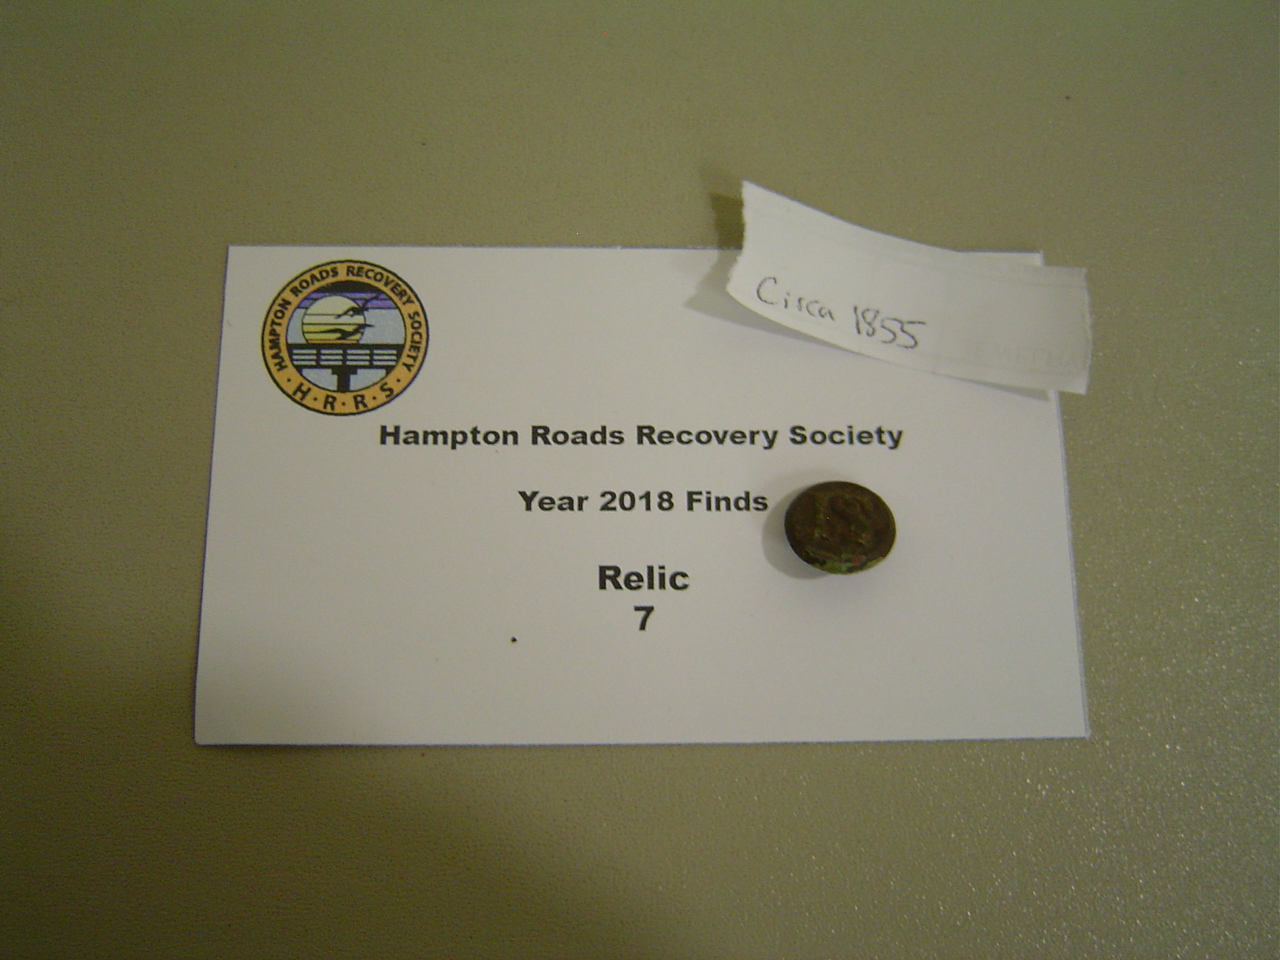 HAMPTON ROADS RECOVERY SOCIETY
· H · R · R · S ·
Circa 1855
Hampton Roads Recovery Society
Year 2018 Finds
Relic
7